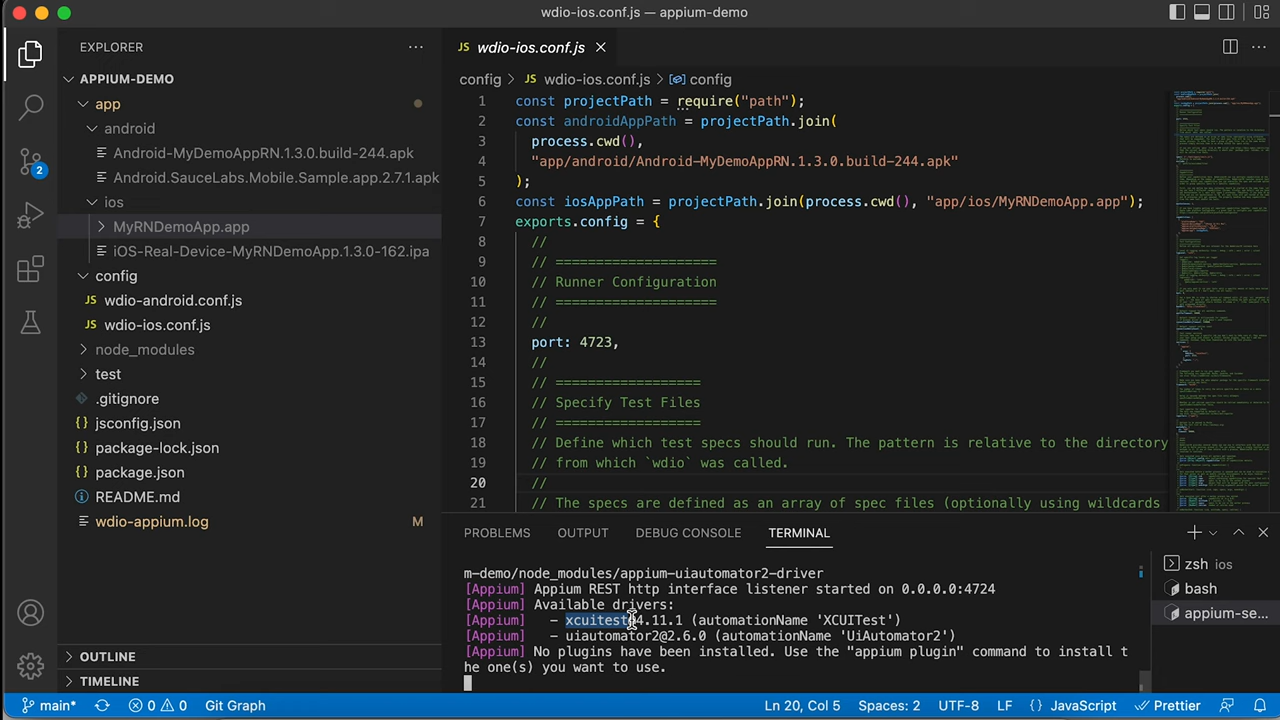 wdio-ios.conf.js — appium-demo
EXPLORER
APPIUM-DEMO
app
android
Android-MyDemoAppRN.1.3.0.build-244.apk
Android.SauceLabs.Mobile.Sample.app.2.7.1.apk
ios
MyRNDemoApp.app
iOS-Real-Device-MyRNDemoApp.1.3.0-162.ipa
config
JS wdio-android.conf.js
JS wdio-ios.conf.js
node_modules
test
.gitignore
{} jsconfig.json
{} package-lock.json
{} package.json
README.md
wdio-appium.log M
OUTLINE
TIMELINE
2
JS wdio-ios.conf.js
config > JS wdio-ios.conf.js > config
1 const projectPath = require("path");
2 const androidAppPath = projectPath.join(
3 process.cwd(),
4 "app/android/Android-MyDemoAppRN.1.3.0.build-244.apk"
5 );
6 const iosAppPath = projectPath.join(process.cwd(), "app/ios/MyRNDemoApp.app");
7 exports.config = {
8 //
9 // ====================
10 // Runner Configuration
11 // ====================
12 //
13 port: 4723,
14 //
15 // ==================
16 // Specify Test Files
17 // ==================
18 // Define which test specs should run. The pattern is relative to the directory
19 // from which `wdio` was called.
20 //
21 // The specs are defined as an array of spec files (optionally using wildcards
PROBLEMS OUTPUT DEBUG CONSOLE TERMINAL
m-demo/node_modules/appium-uiautomator2-driver
[Appium] Appium REST http interface listener started on 0.0.0.0:4724
[Appium] Available drivers:
[Appium]   - xcuitest@4.11.1 (automationName 'XCUITest')
[Appium]   - uiautomator2@2.6.0 (automationName 'UiAutomator2')
[Appium] No plugins have been installed. Use the "appium plugin" command to install t
he one(s) you want to use.
zsh ios
bash
appium-se...
main* 0 0 Git Graph Ln 20, Col 5 Spaces: 2 UTF-8 LF {} JavaScript Prettier